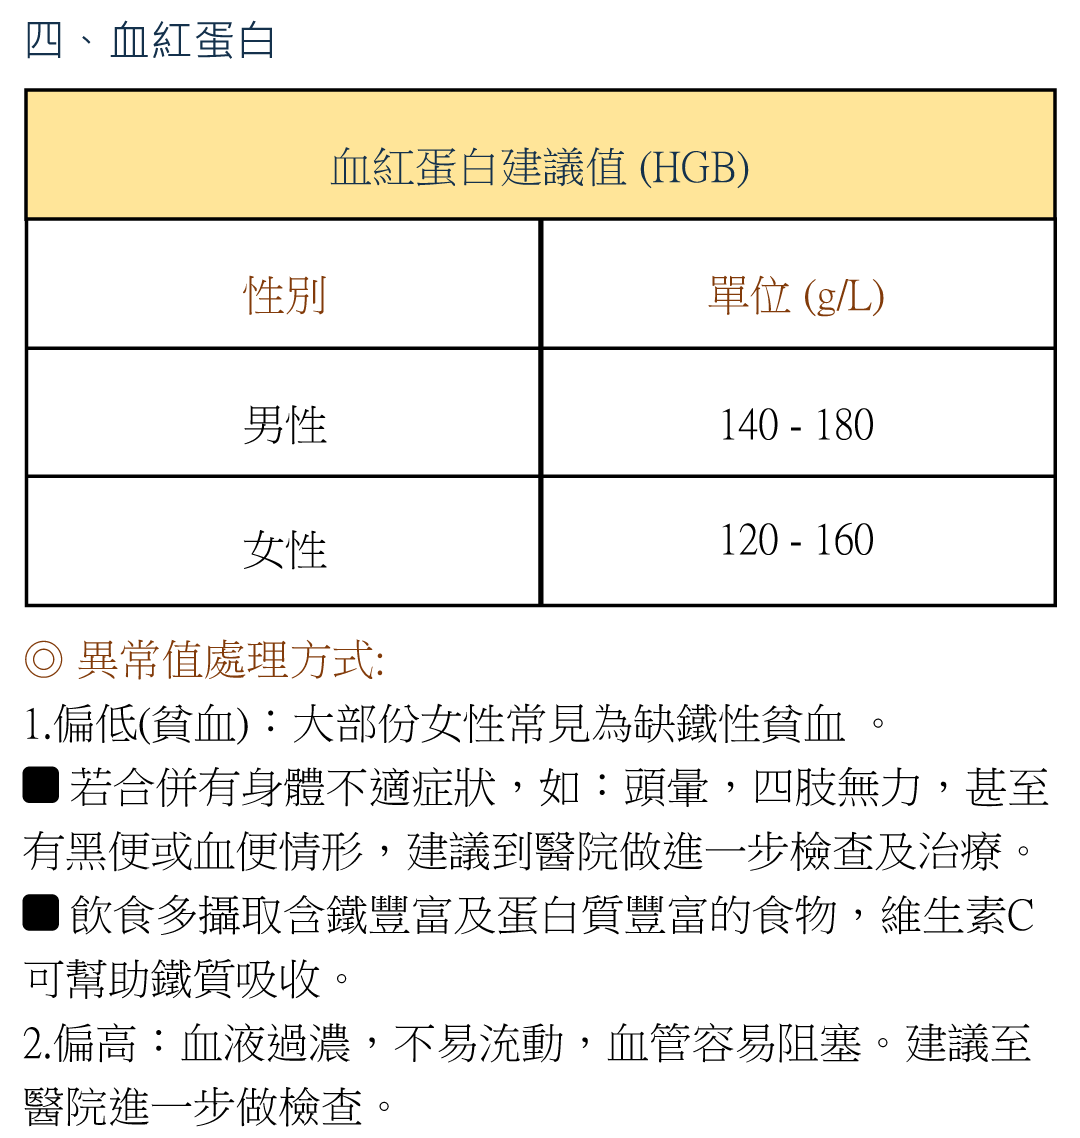 四、血紅蛋白
血紅蛋白建議值 (HGB)
性別 單位 (g/L)
男性 140 - 180
女性 120 - 160
◎ 異常值處理方式:
1.偏低(貧血)：大部份女性常見為缺鐵性貧血 。
■ 若合併有身體不適症狀，如：頭暈，四肢無力，甚至
有黑便或血便情形，建議到醫院做進一步檢查及治療。
■ 飲食多攝取含鐵豐富及蛋白質豐富的食物，維生素C
可幫助鐵質吸收。
2.偏高：血液過濃，不易流動，血管容易阻塞。建議至
醫院進一步做檢查。